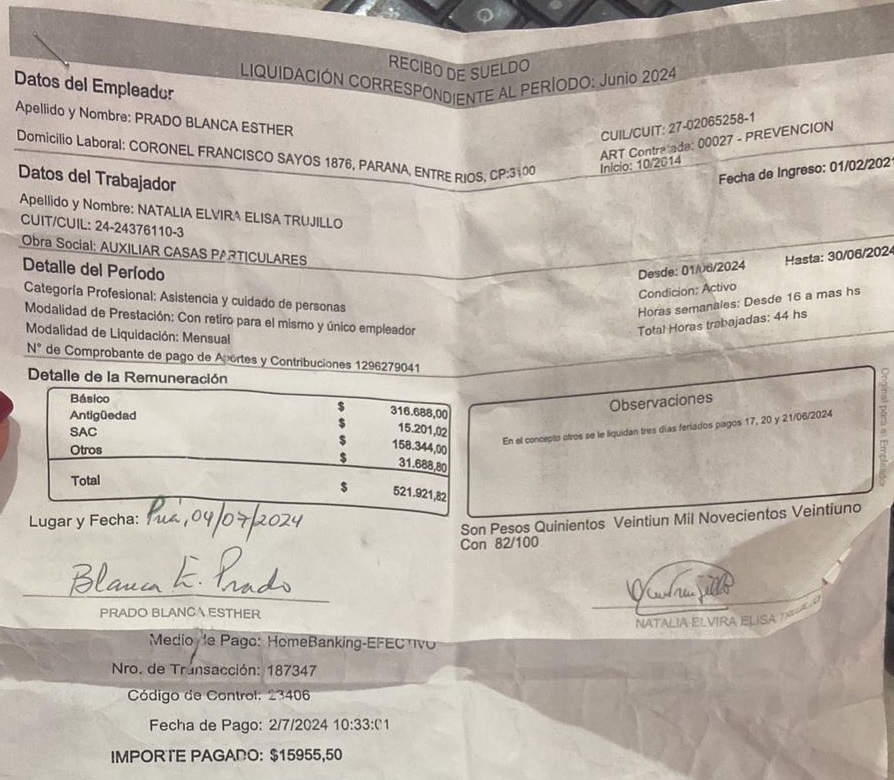 RECIBO DE SUELDO
LIQUIDACIÓN CORRESPONDIENTE AL PERÍODO: Junio 2024
Datos del Empleador
Apellido y Nombre: PRADO BLANCA ESTHER
CUIL/CUIT: 27-02065258-1
Domicilio Laboral: CORONEL FRANCISCO SAYOS 1876, PARANA, ENTRE RIOS, CP:3100
ART Contratada: 00027 - PREVENCION
Inicio: 10/2014
Datos del Trabajador
Fecha de Ingreso: 01/02/2021
Apellido y Nombre: NATALIA ELVIRA ELISA TRUJILLO
CUIT/CUIL: 24-24376110-3
Obra Social: AUXILIAR CASAS PARTICULARES
Detalle del Período
Desde: 01/06/2024 Hasta: 30/06/2024
Categoría Profesional: Asistencia y cuidado de personas
Condicion: Activo
Modalidad de Prestación: Con retiro para el mismo y único empleador
Horas semanales: Desde 16 a mas hs
Modalidad de Liquidación: Mensual
Total Horas trabajadas: 44 hs
N° de Comprobante de pago de Aportes y Contribuciones 1296279041
Detalle de la Remuneración
Básico $ 316.688,00
Antigüedad $ 15.201,02
SAC $ 158.344,00
Otros $ 31.688,80
Total $ 521.921,82
Observaciones
En el concepto otros se le liquidan tres dias feriados pagos 17, 20 y 21/06/2024
Original para el Empleador
Lugar y Fecha: Pná, 04/07/2024
Son Pesos Quinientos Veintiun Mil Novecientos Veintiuno
Con 82/100
Blanca E. Prado
PRADO BLANCA ESTHER
NATALIA ELVIRA ELISA TRUJILLO
Medio de Pago: HomeBanking-EFECTIVO
Nro. de Transacción: 187347
Código de Control: 23406
Fecha de Pago: 2/7/2024 10:33:01
IMPORTE PAGADO: $15955,50